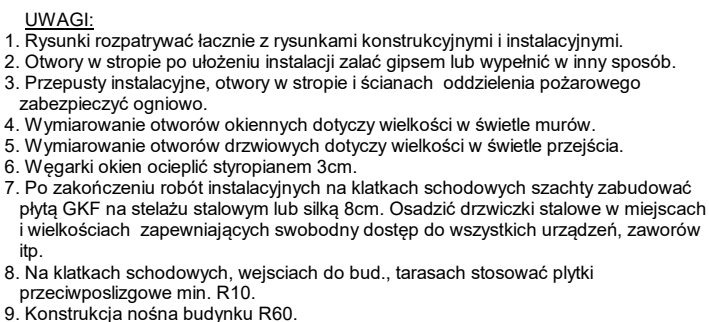 UWAGI:
1. Rysunki rozpatrywać łacznie z rysunkami konstrukcyjnymi i instalacyjnymi.
2. Otwory w stropie po ułożeniu instalacji zalać gipsem lub wypełnić w inny sposób.
3. Przepusty instalacyjne, otwory w stropie i ścianach oddzielenia pożarowego
zabezpieczyć ogniowo.
4. Wymiarowanie otworów okiennych dotyczy wielkości w świetle murów.
5. Wymiarowanie otworów drzwiowych dotyczy wielkości w świetle przejścia.
6. Węgarki okien ocieplić styropianem 3cm.
7. Po zakończeniu robót instalacyjnych na klatkach schodowych szachty zabudować
płytą GKF na stelażu stalowym lub silką 8cm. Osadzić drzwiczki stalowe w miejscach
i wielkościach zapewniających swobodny dostęp do wszystkich urządzeń, zaworów
itp.
8. Na klatkach schodowych, wejsciach do bud., tarasach stosować plytki
przeciwposlizgowe min. R10.
9. Konstrukcja nośna budynku R60.